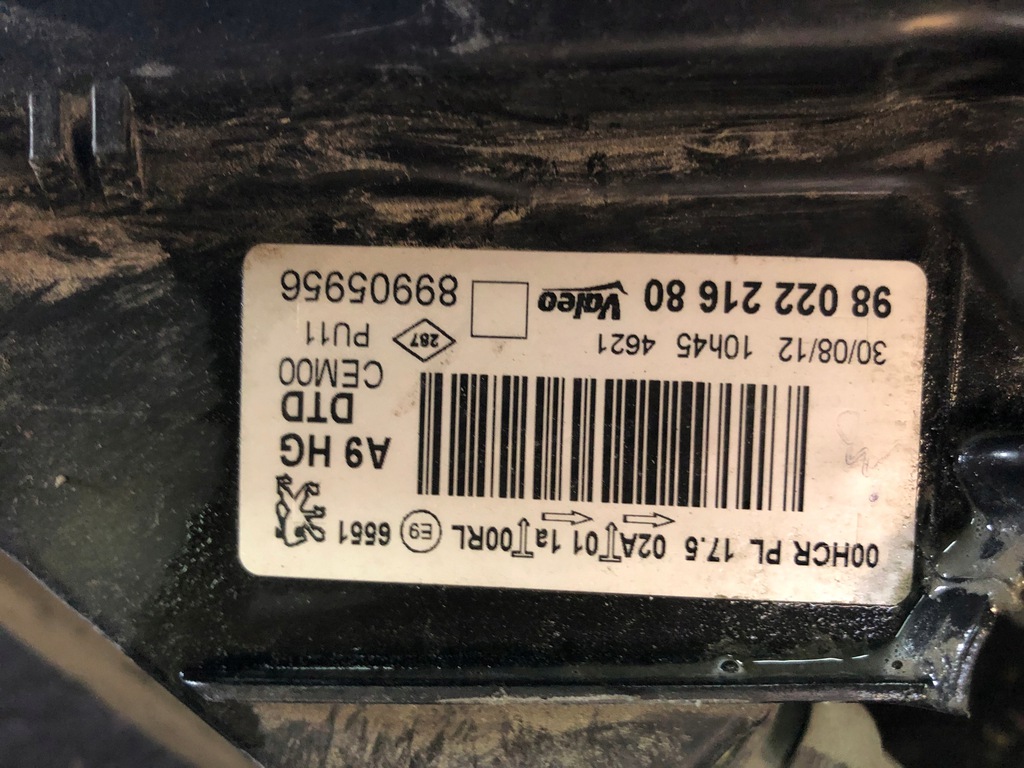 00HCR PL 17.5 02A 01 1a 00RL E9 6551
A9 HG
DTD
CEM00
30/08/12 10h45 4621 287 PU11
98 022 216 80 Valeo 89905956